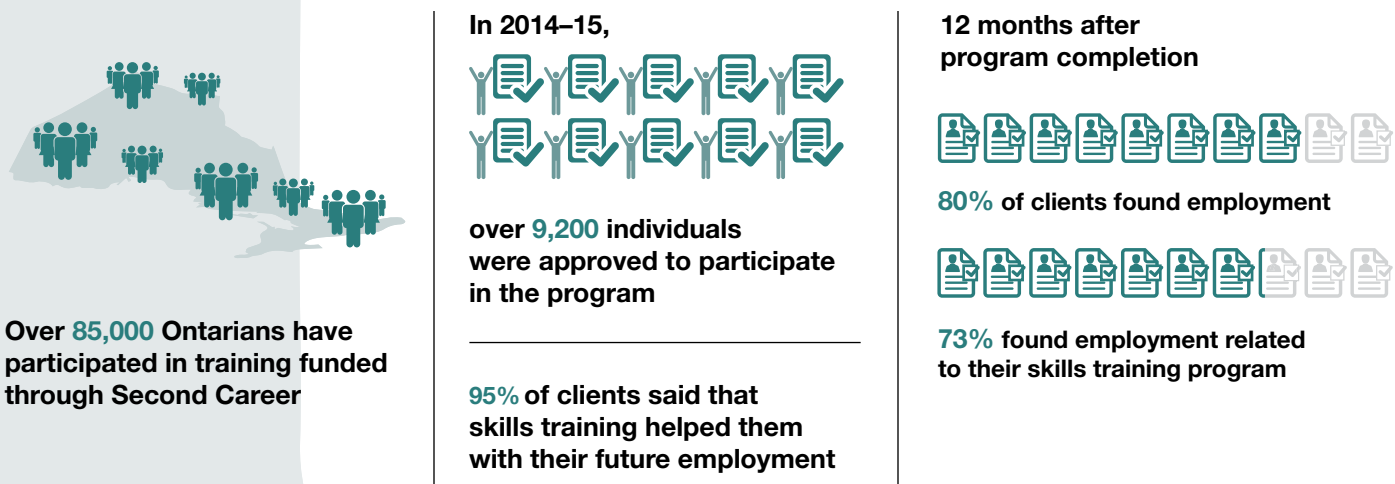 Over 85,000 Ontarians have
participated in training funded
through Second Career
In 2014–15,
over 9,200 individuals
were approved to participate
in the program
95% of clients said that
skills training helped them
with their future employment
12 months after
program completion
80% of clients found employment
73% found employment related
to their skills training program